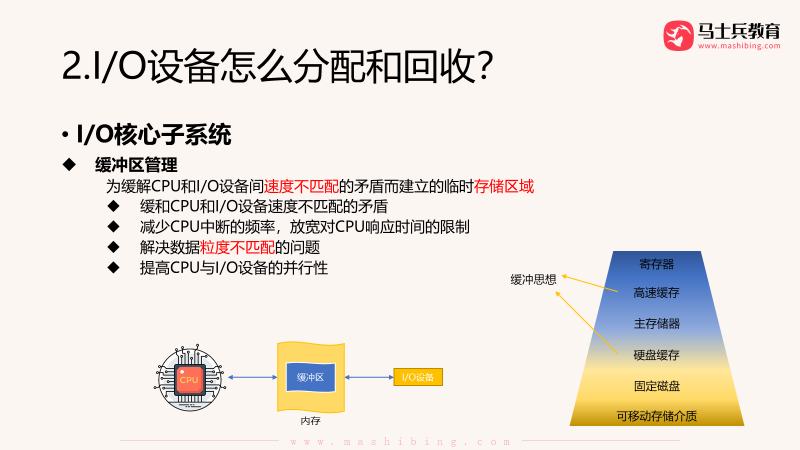 马士兵教育
www.mashibing.com
2.I/O设备怎么分配和回收？
• I/O核心子系统
◆ 缓冲区管理
为缓解CPU和I/O设备间速度不匹配的矛盾而建立的临时存储区域
◆ 缓和CPU和I/O设备速度不匹配的矛盾
◆ 减少CPU中断的频率，放宽对CPU响应时间的限制
◆ 解决数据粒度不匹配的问题
◆ 提高CPU与I/O设备的并行性
缓冲思想
寄存器
高速缓存
主存储器
硬盘缓存
固定磁盘
可移动存储介质
CPU
缓冲区
I/O设备
内存
www.mashibing.com